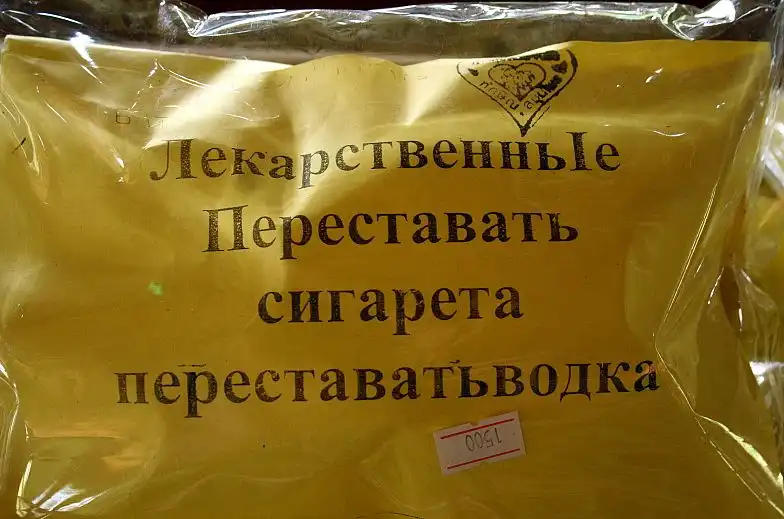 ЛекарственнЫе
Переставать
сигарета
переставатьводка
1500